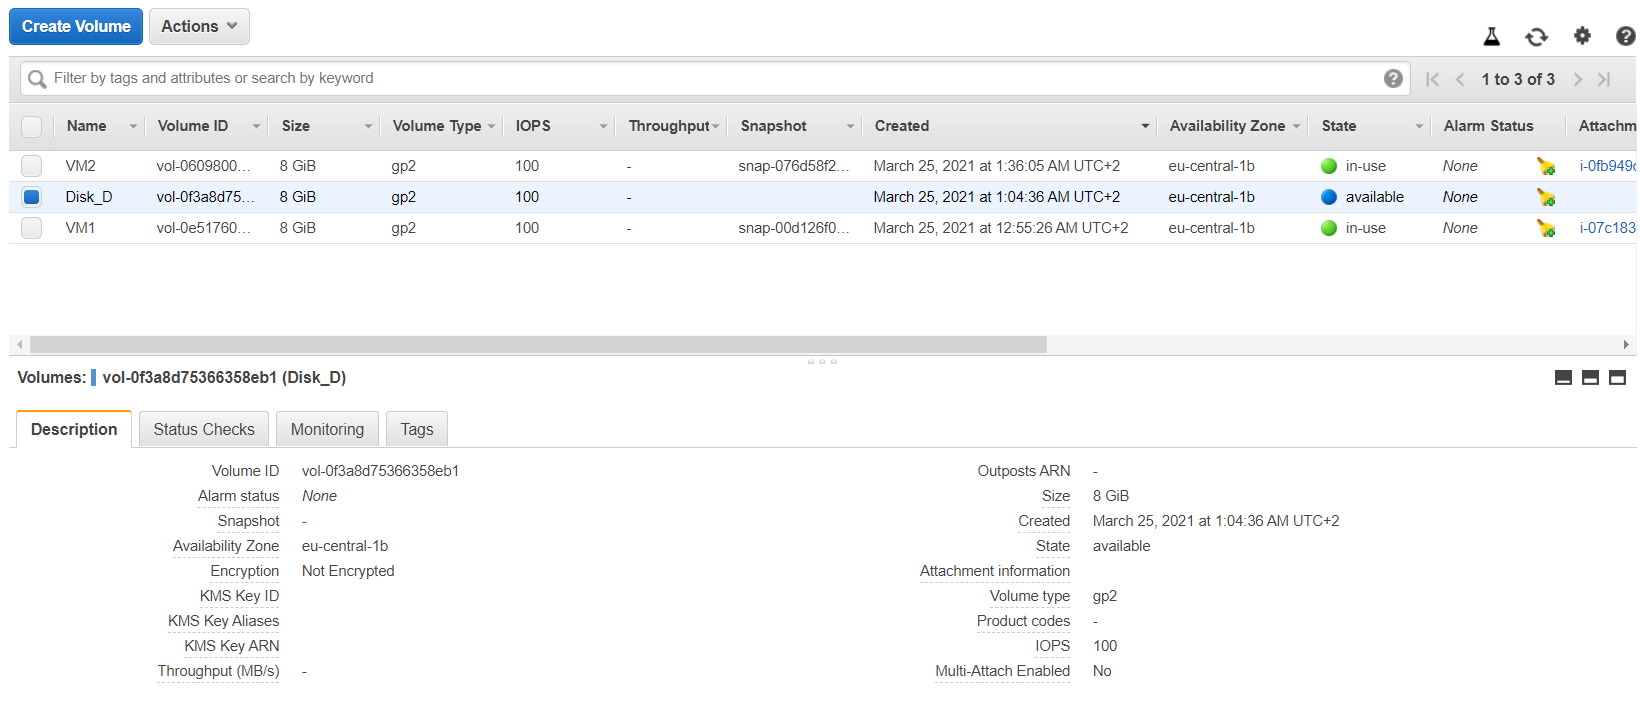 Create Volume Actions
Filter by tags and attributes or search by keyword 1 to 3 of 3
Name Volume ID Size Volume Type IOPS Throughput Snapshot Created Availability Zone State Alarm Status Attachm
VM2 vol-0609800... 8 GiB gp2 100 - snap-076d58f2... March 25, 2021 at 1:36:05 AM UTC+2 eu-central-1b in-use None i-0fb949c
Disk_D vol-0f3a8d75... 8 GiB gp2 100 - March 25, 2021 at 1:04:36 AM UTC+2 eu-central-1b available None
VM1 vol-0e51760... 8 GiB gp2 100 - snap-00d126f0... March 25, 2021 at 12:55:26 AM UTC+2 eu-central-1b in-use None i-07c183
Volumes: vol-0f3a8d75366358eb1 (Disk_D)
Description Status Checks Monitoring Tags
Volume ID vol-0f3a8d75366358eb1 Outposts ARN -
Alarm status None Size 8 GiB
Snapshot - Created March 25, 2021 at 1:04:36 AM UTC+2
Availability Zone eu-central-1b State available
Encryption Not Encrypted Attachment information
KMS Key ID Volume type gp2
KMS Key Aliases Product codes -
KMS Key ARN IOPS 100
Throughput (MB/s) - Multi-Attach Enabled No